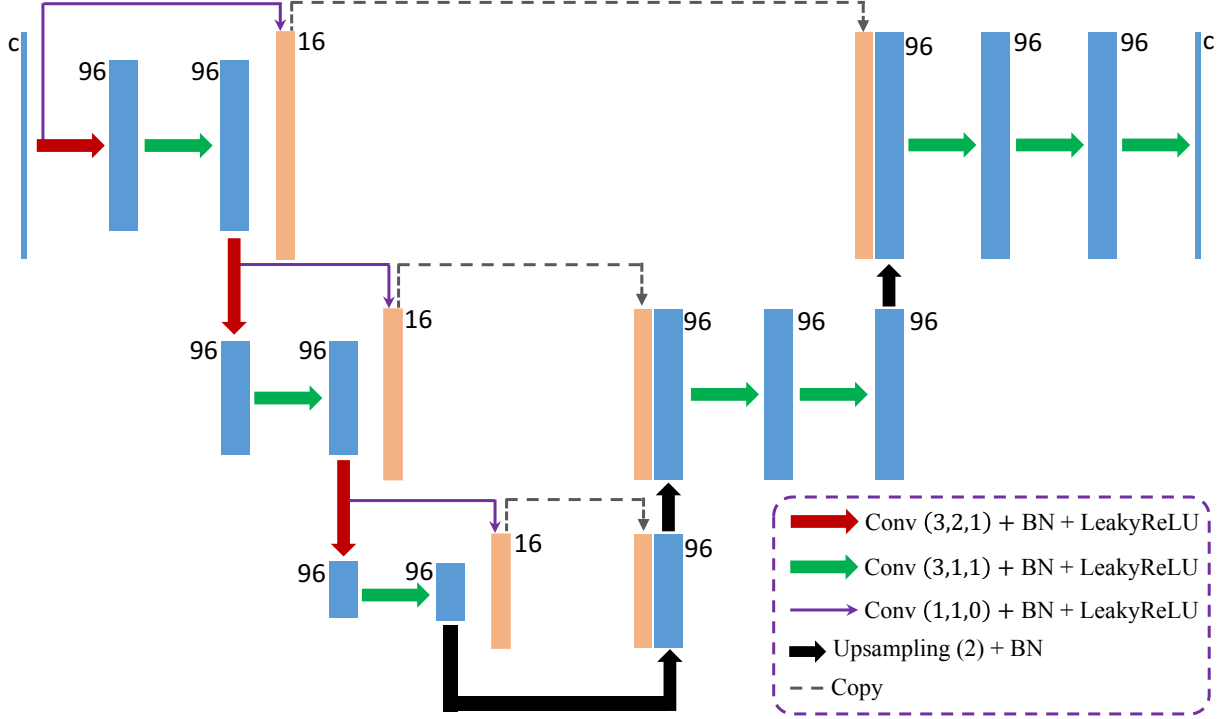 c
96
96
16
96
96
96
c
96
96
16
96
96
96
96
96
16
96
Conv (3,2,1) + BN + LeakyReLU
Conv (3,1,1) + BN + LeakyReLU
Conv (1,1,0) + BN + LeakyReLU
Upsampling (2) + BN
Copy